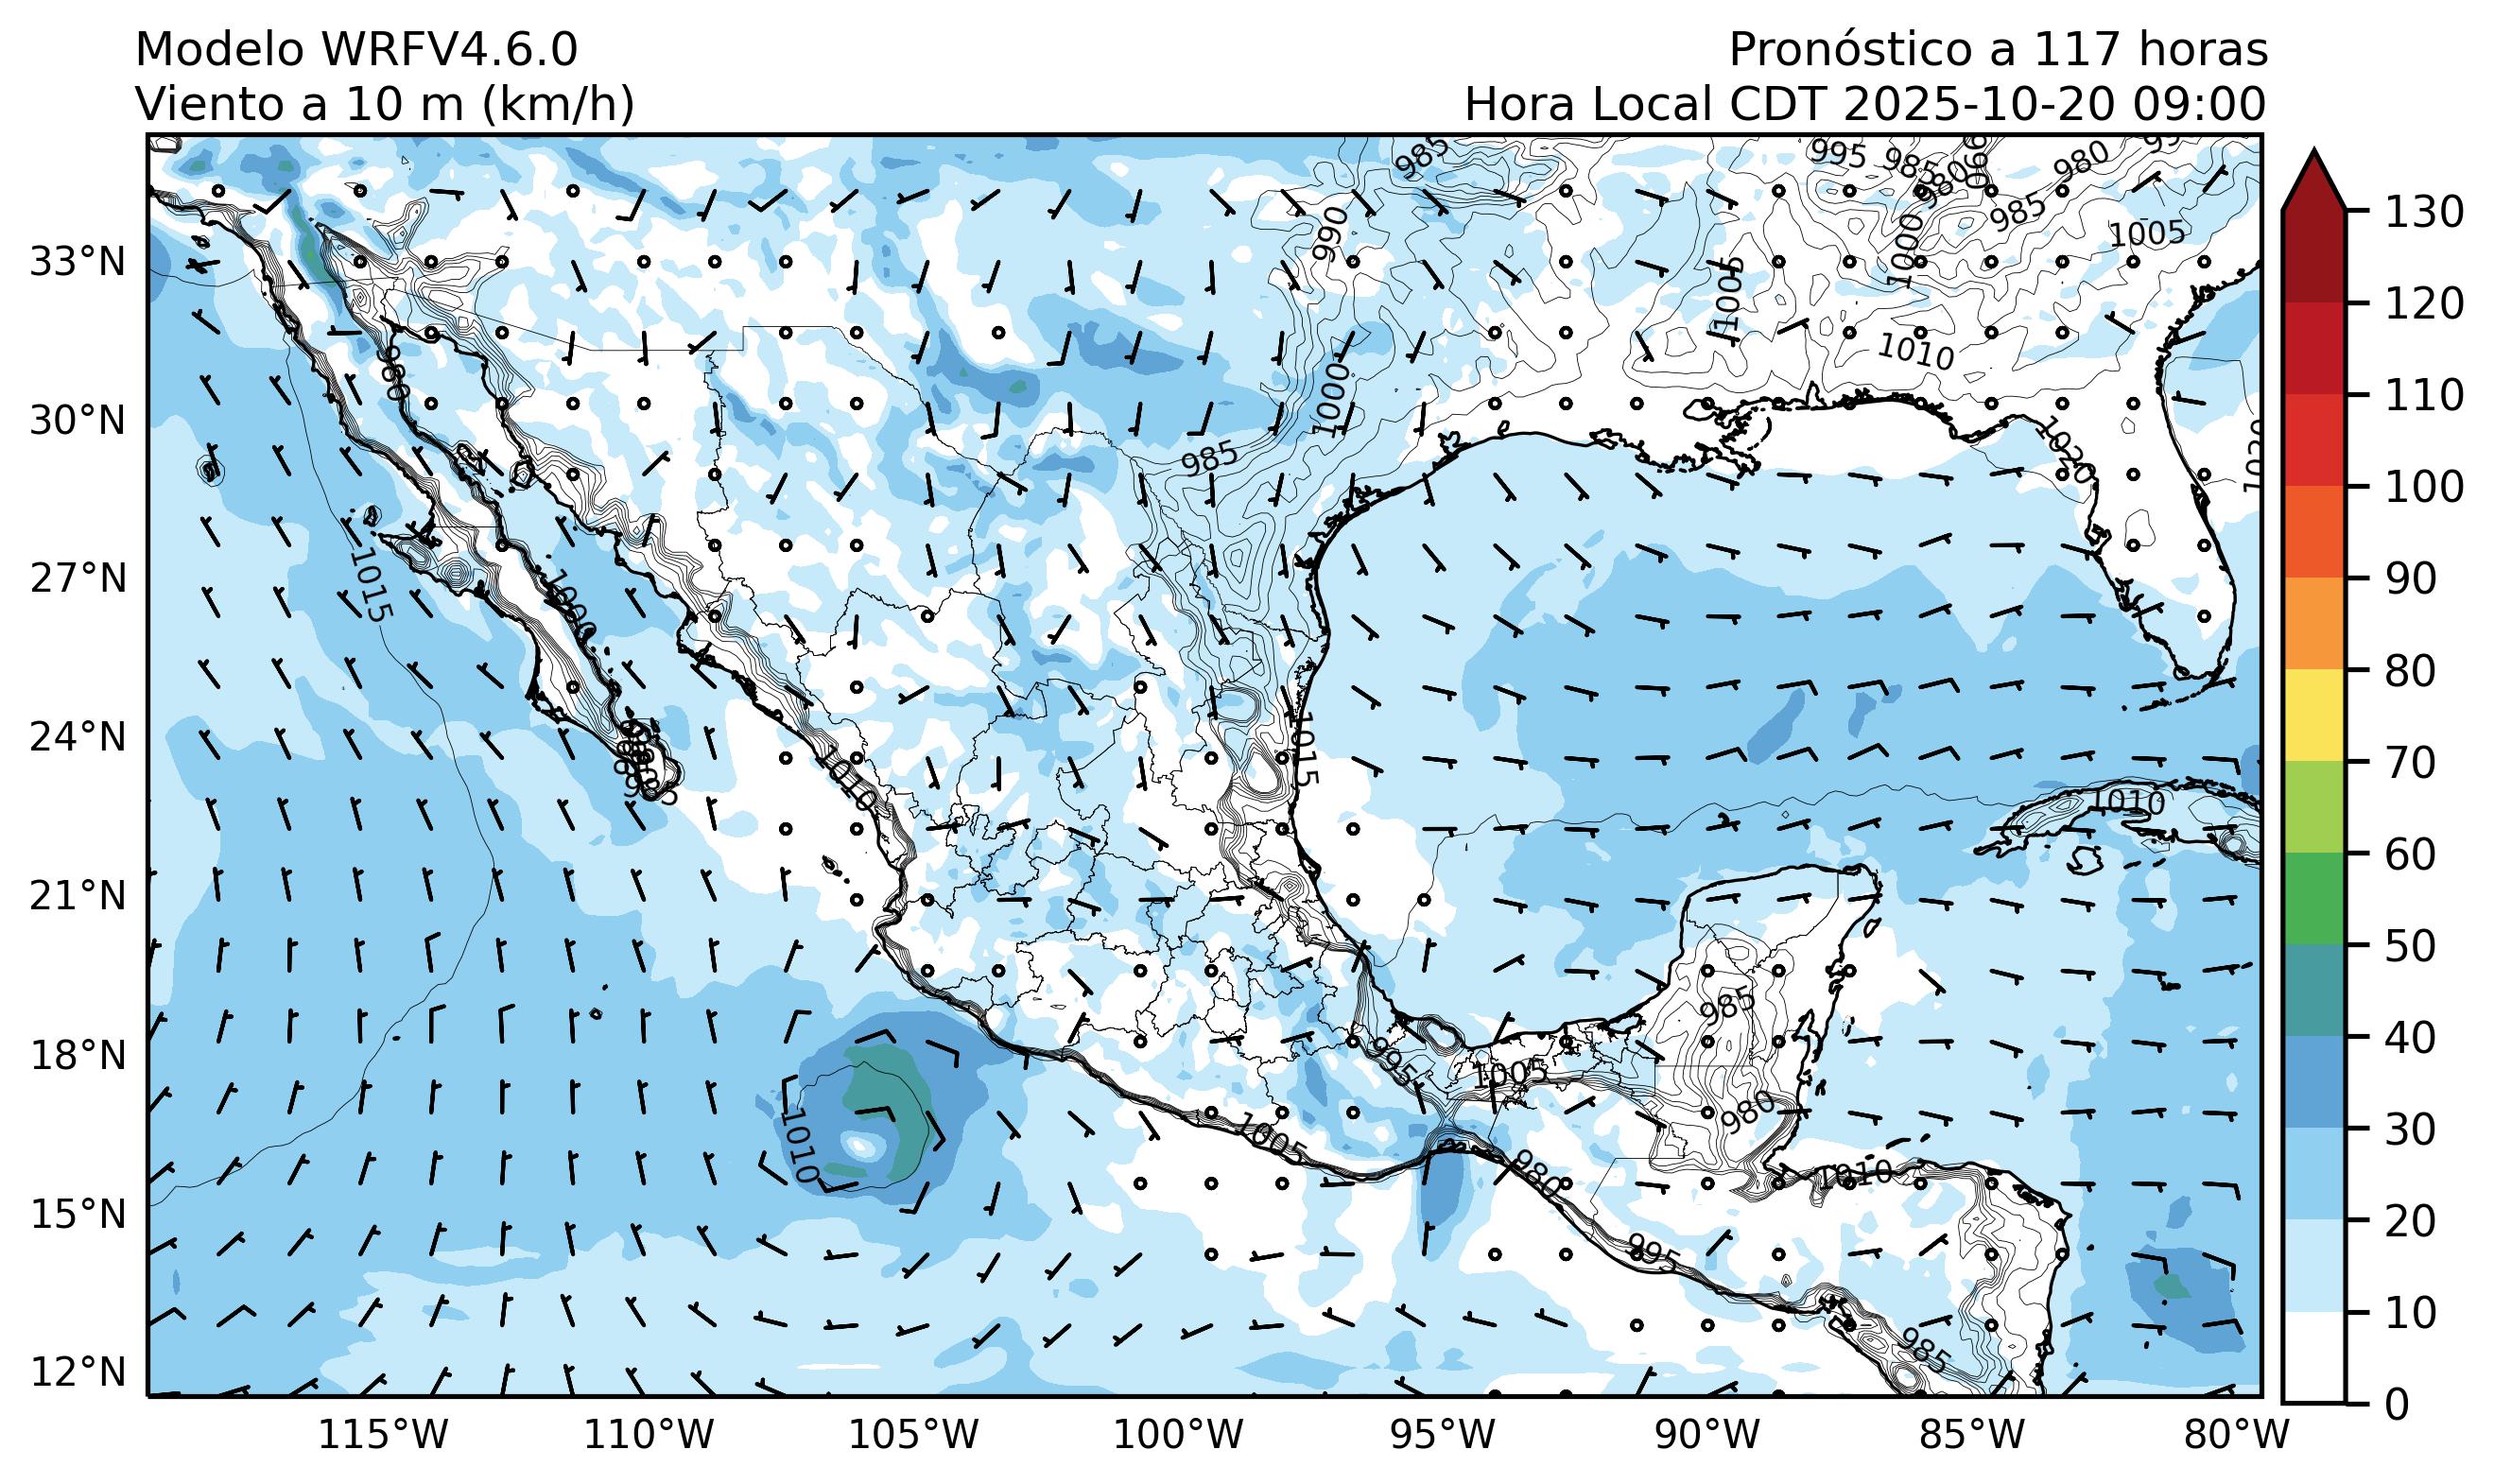 Modelo WRFV4.6.0
Pronóstico a 117 horas
Viento a 10 m (km/h)
Hora Local CDT 2025-10-20 09:00
33°N
30°N
27°N
24°N
21°N
18°N
15°N
12°N
115°W
110°W
105°W
100°W
95°W
90°W
85°W
80°W
130
120
110
100
90
80
70
60
50
40
30
20
10
0
985
995
985
980
990
985
1005
1000
1005
1010
1000
980
985
1020
1015
1000
1015
1010
1010
985
995
1005
980
1010
1005
980
1010
995
985